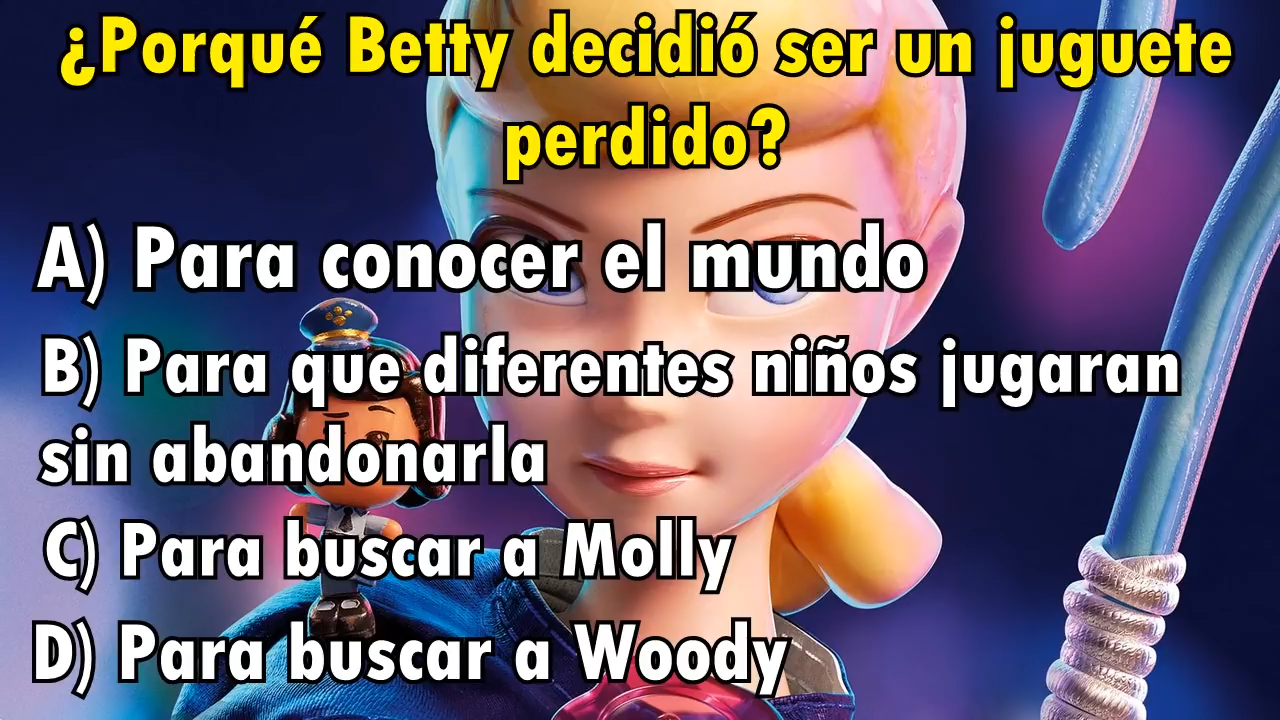 ¿Porqué Betty decidió ser un juguete
perdido?
A) Para conocer el mundo
B) Para que diferentes niños jugaran
sin abandonarla
C) Para buscar a Molly
D) Para buscar a Woody